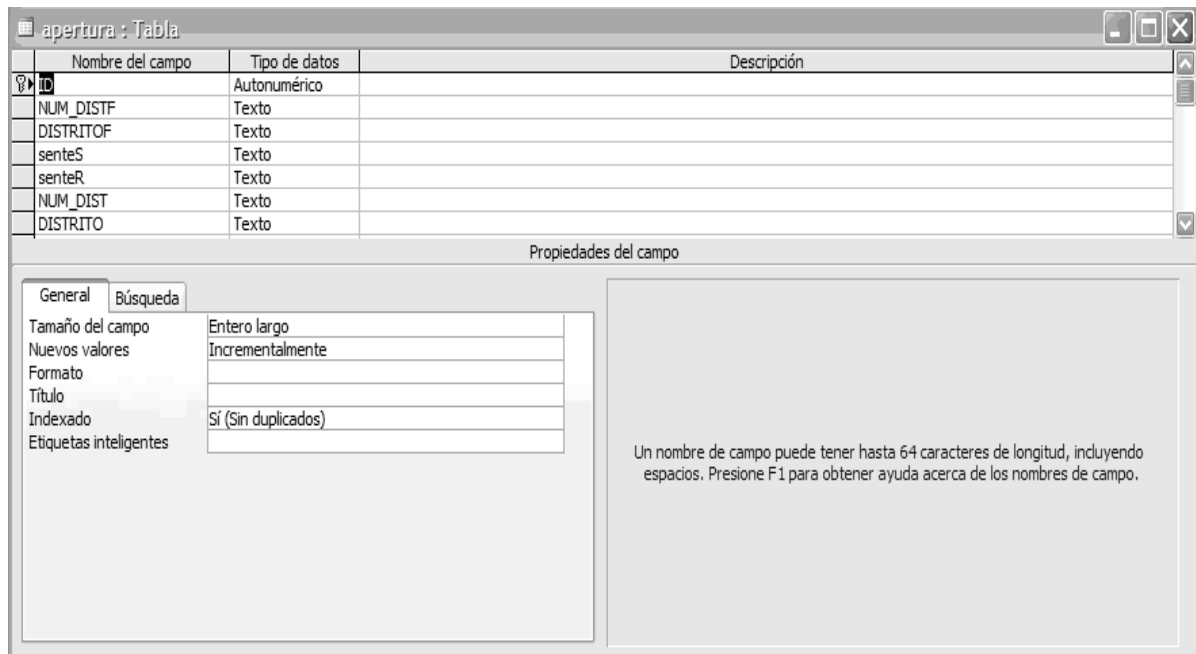 apertura : Tabla
Nombre del campo Tipo de datos Descripción
ID Autonumérico
NUM_DISTF Texto
DISTRITOF Texto
senteS Texto
senteR Texto
NUM_DIST Texto
DISTRITO Texto
Propiedades del campo
General Búsqueda
Tamaño del campo Entero largo
Nuevos valores Incrementalmente
Formato
Título
Indexado Sí (Sin duplicados)
Etiquetas inteligentes
Un nombre de campo puede tener hasta 64 caracteres de longitud, incluyendo
espacios. Presione F1 para obtener ayuda acerca de los nombres de campo.